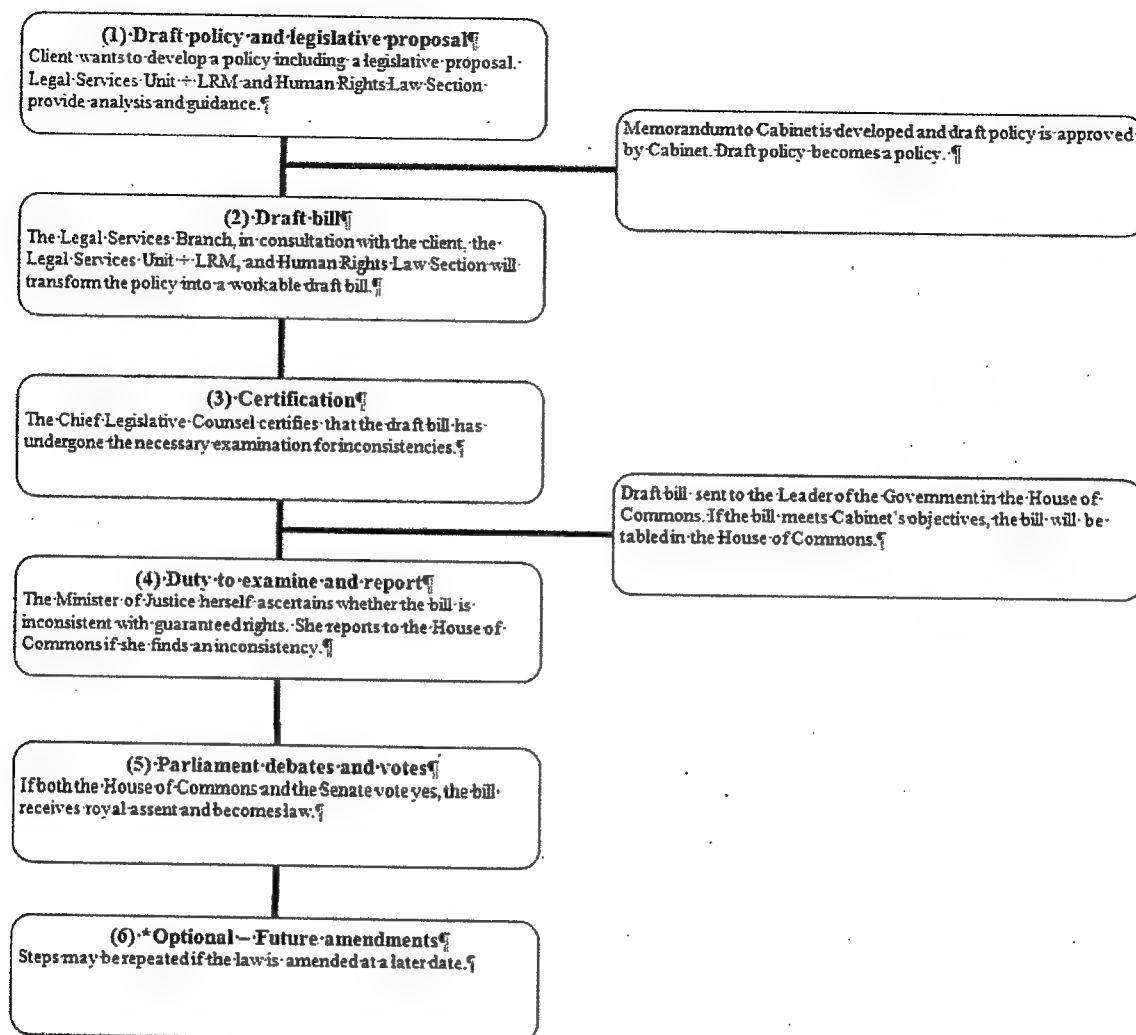 (1) Draft policy and legislative proposal¶
Client wants to develop a policy including a legislative proposal.
Legal Services Unit + LRM and Human Rights Law Section
provide analysis and guidance.¶
Memorandum to Cabinet is developed and draft policy is approved
by Cabinet. Draft policy becomes a policy. ¶
(2) Draft bill¶
The Legal Services Branch, in consultation with the client, the
Legal Services Unit + LRM, and Human Rights Law Section will
transform the policy into a workable draft bill.¶
(3) Certification¶
The Chief Legislative Counsel certifies that the draft bill has
undergone the necessary examination for inconsistencies.¶
Draft bill sent to the Leader of the Government in the House of
Commons. If the bill meets Cabinet's objectives, the bill will be
tabled in the House of Commons.¶
(4) Duty to examine and report¶
The Minister of Justice herself ascertains whether the bill is
inconsistent with guaranteed rights. She reports to the House of
Commons if she finds an inconsistency.¶
(5) Parliament debates and votes¶
If both the House of Commons and the Senate vote yes, the bill
receives royal assent and becomes law.¶
(6) *Optional – Future amendments¶
Steps may be repeated if the law is amended at a later date.¶